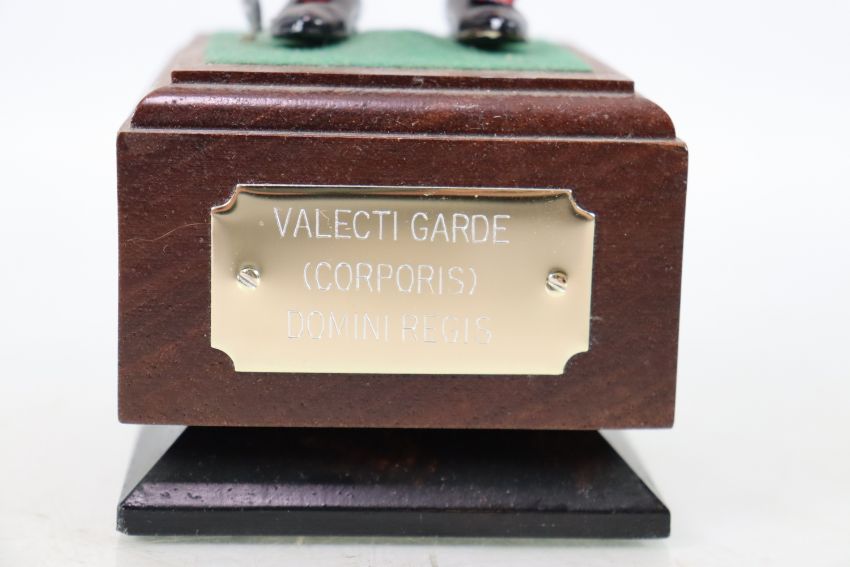 VALECTI GARDE
(CORPORIS)
DOMINI REGIS